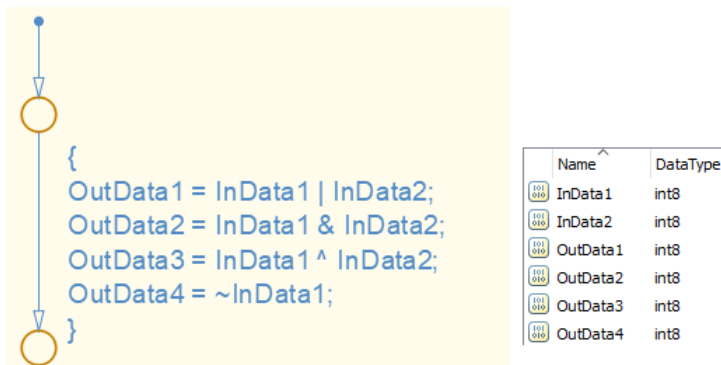 {
OutData1 = InData1 | InData2;
OutData2 = InData1 & InData2;
OutData3 = InData1 ^ InData2;
OutData4 = ~InData1;
}
Name DataType
InData1 int8
InData2 int8
OutData1 int8
OutData2 int8
OutData3 int8
OutData4 int8